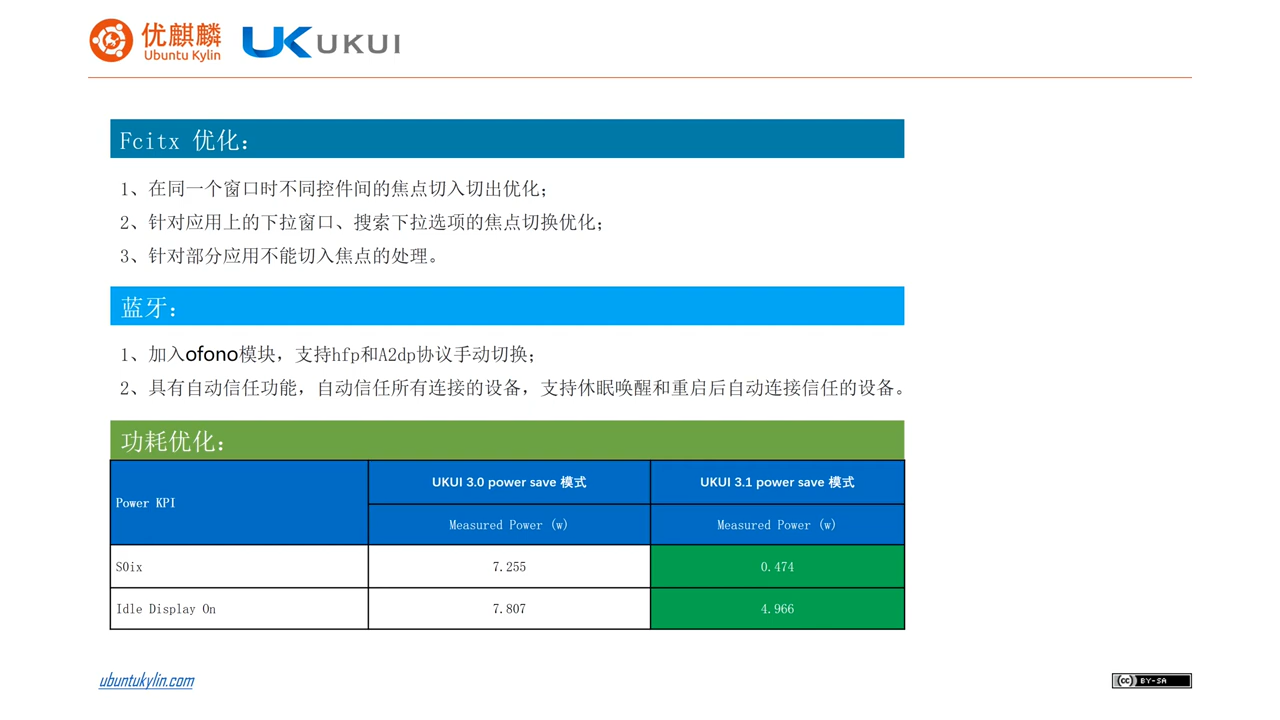 优麒麟
Ubuntu Kylin
UK UKUI
Fcitx 优化：
1、在同一个窗口时不同控件间的焦点切入切出优化；
2、针对应用上的下拉窗口、搜索下拉选项的焦点切换优化；
3、针对部分应用不能切入焦点的处理。
蓝牙：
1、加入ofono模块，支持hfp和A2dp协议手动切换；
2、具有自动信任功能，自动信任所有连接的设备，支持休眠唤醒和重启后自动连接信任的设备。
功耗优化：
Power KPI
UKUI 3.0 power save 模式
UKUI 3.1 power save 模式
Measured Power (w)
Measured Power (w)
S0ix
7.255
0.474
Idle Display On
7.807
4.966
ubuntukylin.com
cc BY-SA